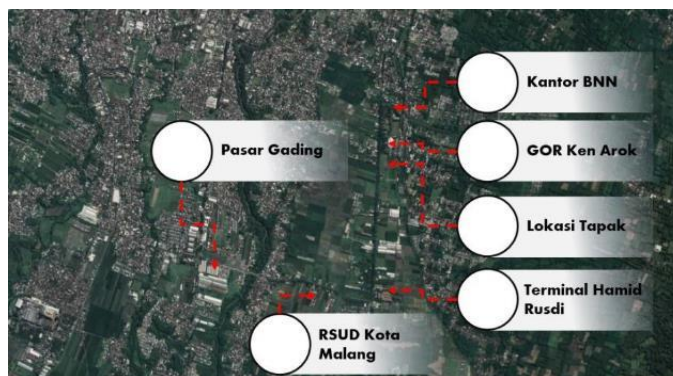 Kantor BNN
Pasar Gading
GOR Ken Arok
Lokasi Tapak
Terminal Hamid
Rusdi
RSUD Kota
Malang